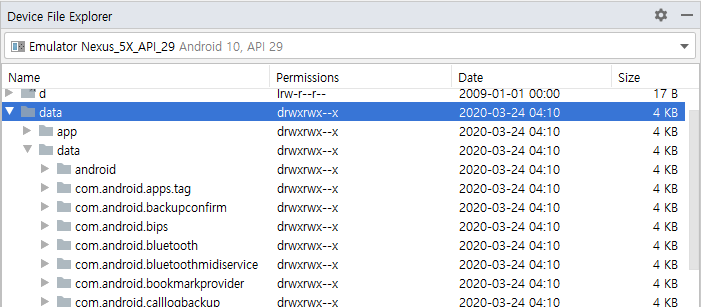 Device File Explorer
Emulator Nexus_5X_API_29 Android 10, API 29
Name Permissions Date Size
d lrw-r--r-- 2009-01-01 00:00 17 B
data drwxrwx--x 2020-03-24 04:10 4 KB
app drwxrwx--x 2020-03-24 04:10 4 KB
data drwxrwx--x 2020-03-24 04:10 4 KB
android drwxrwx--x 2020-03-24 04:10 4 KB
com.android.apps.tag drwxrwx--x 2020-03-24 04:10 4 KB
com.android.backupconfirm drwxrwx--x 2020-03-24 04:10 4 KB
com.android.bips drwxrwx--x 2020-03-24 04:10 4 KB
com.android.bluetooth drwxrwx--x 2020-03-24 04:10 4 KB
com.android.bluetoothmidiservice drwxrwx--x 2020-03-24 04:10 4 KB
com.android.bookmarkprovider drwxrwx--x 2020-03-24 04:10 4 KB
com.android.calllogbackup drwxrwx--x 2020-03-24 04:10 4 KB